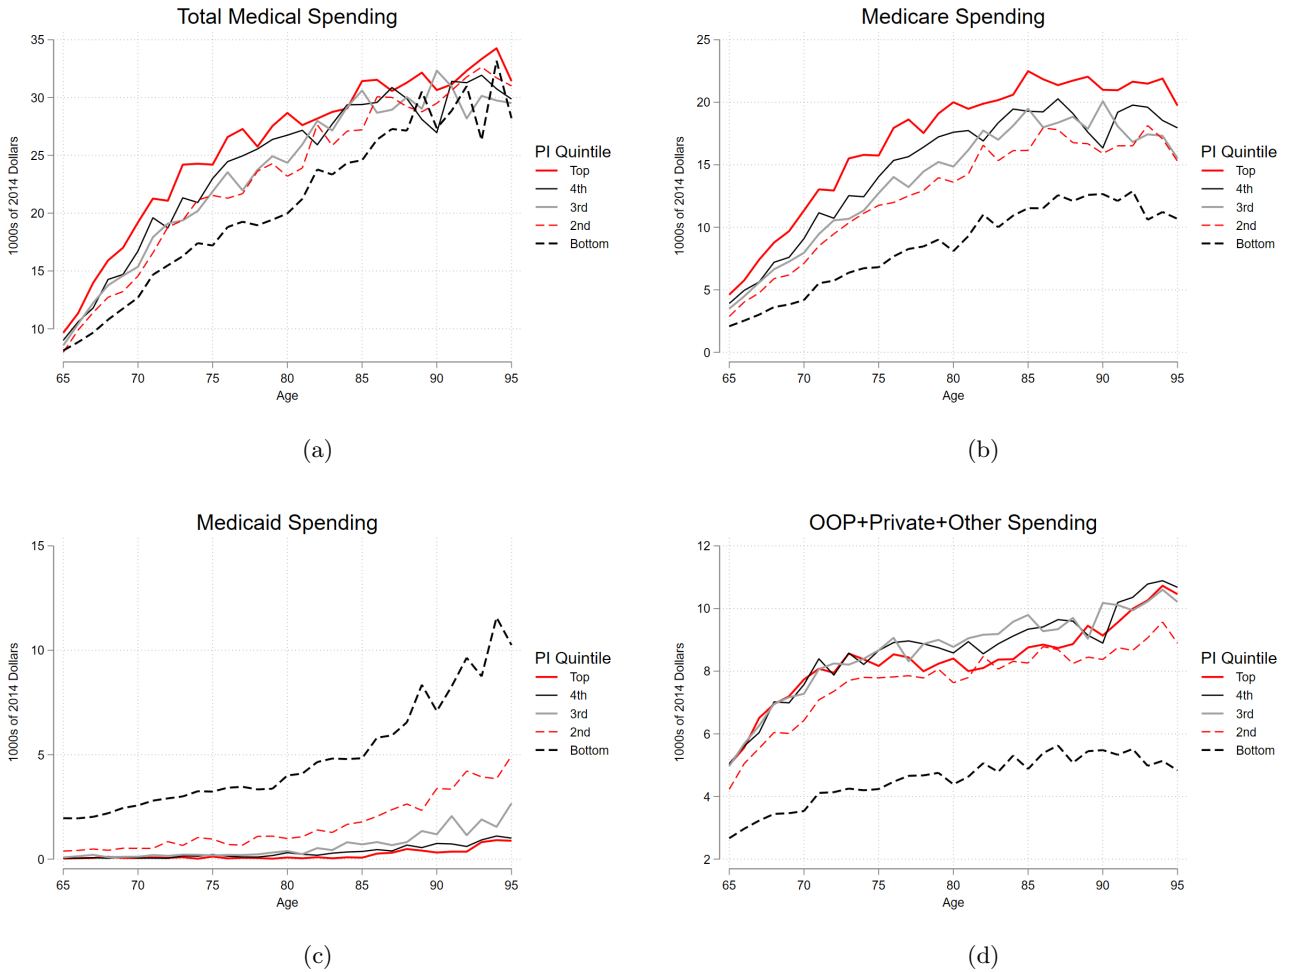 Total Medical Spending
35
30
25
20
15
10
1000s of 2014 Dollars
65 70 75 80 85 90 95
Age
PI Quintile
Top
4th
3rd
2nd
Bottom
(a)
Medicare Spending
25
20
15
10
5
0
1000s of 2014 Dollars
65 70 75 80 85 90 95
Age
PI Quintile
Top
4th
3rd
2nd
Bottom
(b)
Medicaid Spending
15
10
5
0
1000s of 2014 Dollars
65 70 75 80 85 90 95
Age
PI Quintile
Top
4th
3rd
2nd
Bottom
(c)
OOP+Private+Other Spending
12
10
8
6
4
2
1000s of 2014 Dollars
65 70 75 80 85 90 95
Age
PI Quintile
Top
4th
3rd
2nd
Bottom
(d)